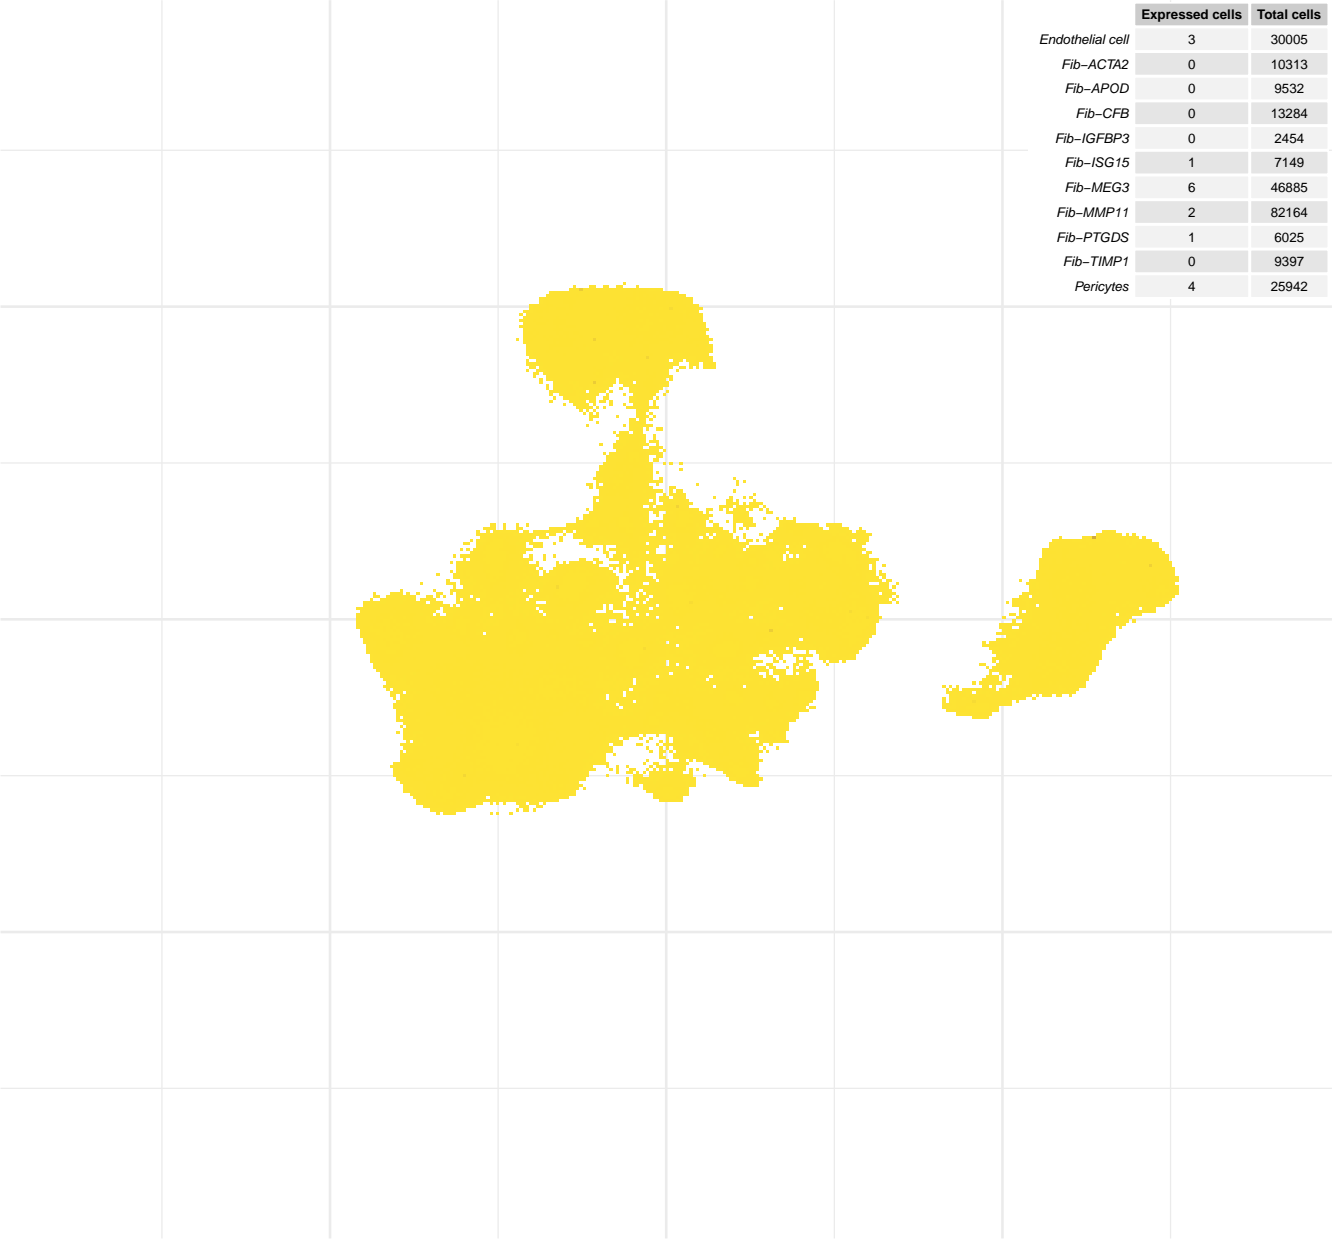 Expressed cells Total cells
Endothelial cell 3 30005
Fib−ACTA2 0 10313
Fib−APOD 0 9532
Fib−CFB 0 13284
Fib−IGFBP3 0 2454
Fib−ISG15 1 7149
Fib−MEG3 6 46885
Fib−MMP11 2 82164
Fib−PTGDS 1 6025
Fib−TIMP1 0 9397
Pericytes 4 25942